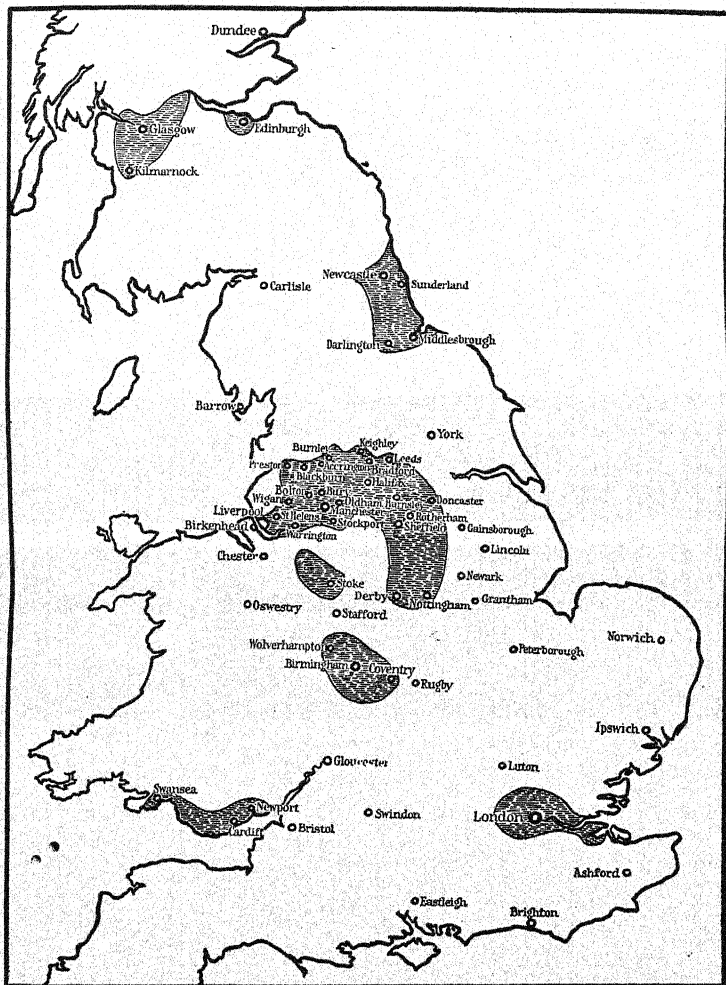 Dundee
Glasgow
Edinburgh
Kilmarnock
Newcastle
Sunderland
Carlisle
Middlesbrough
Darlington
Barrow
York
Keighley
Burnley
Leeds
Preston
Accrington
Bradford
Blackburn
Halifax
Bolton
Bury
Wigan
Oldham
Barnsley
Doncaster
Liverpool
St Helens
Manchester
Rotherham
Birkenhead
Stockport
Sheffield
Gainsborough
Warrington
Chester
Lincoln
Stoke
Newark
Derby
Nottingham
Grantham
Oswestry
Stafford
Norwich
Wolverhampto
Peterborough
Birmingham
Coventry
Rugby
Ipswich
Gloucester
Luton
Swansea
Newport
Swindon
London
Cardiff
Bristol
Ashford
Eastleigh
Brighton